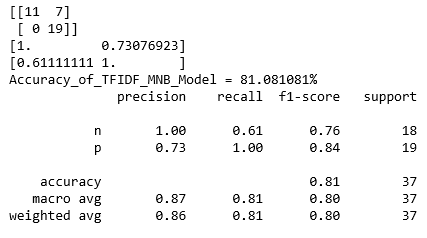 [[11 7]
[ 0 19]]
[1. 0.73076923]
[0.61111111 1. ]
Accuracy_of_TFIDF_MNB_Model = 81.081081%
precision recall f1-score support
n 1.00 0.61 0.76 18
p 0.73 1.00 0.84 19
accuracy 0.81 37
macro avg 0.87 0.81 0.80 37
weighted avg 0.86 0.81 0.80 37